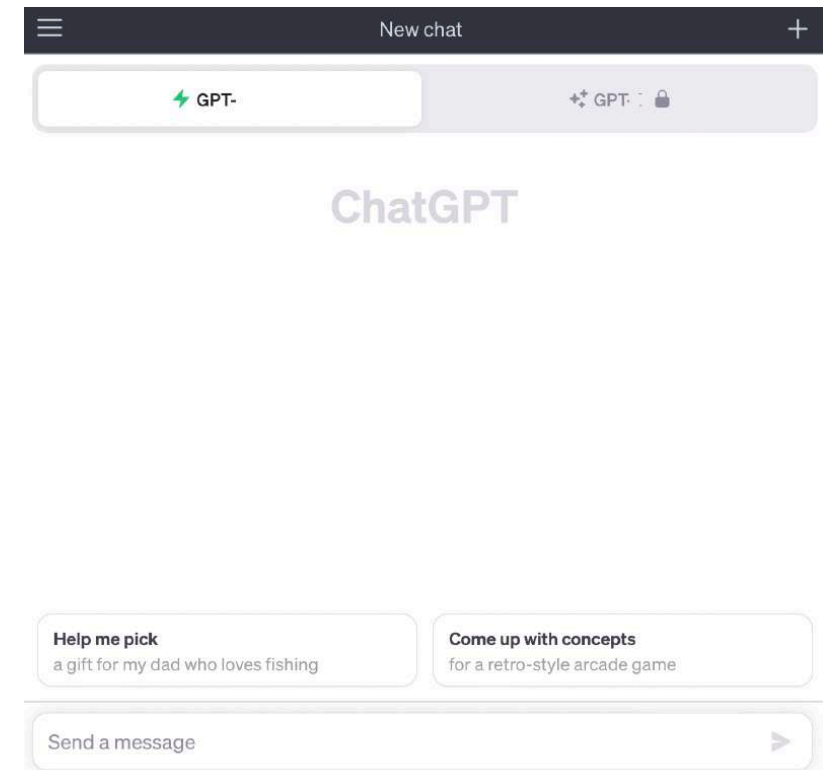 New chat
GPT-
GPT-
ChatGPT
Help me pick
a gift for my dad who loves fishing
Come up with concepts
for a retro-style arcade game
Send a message